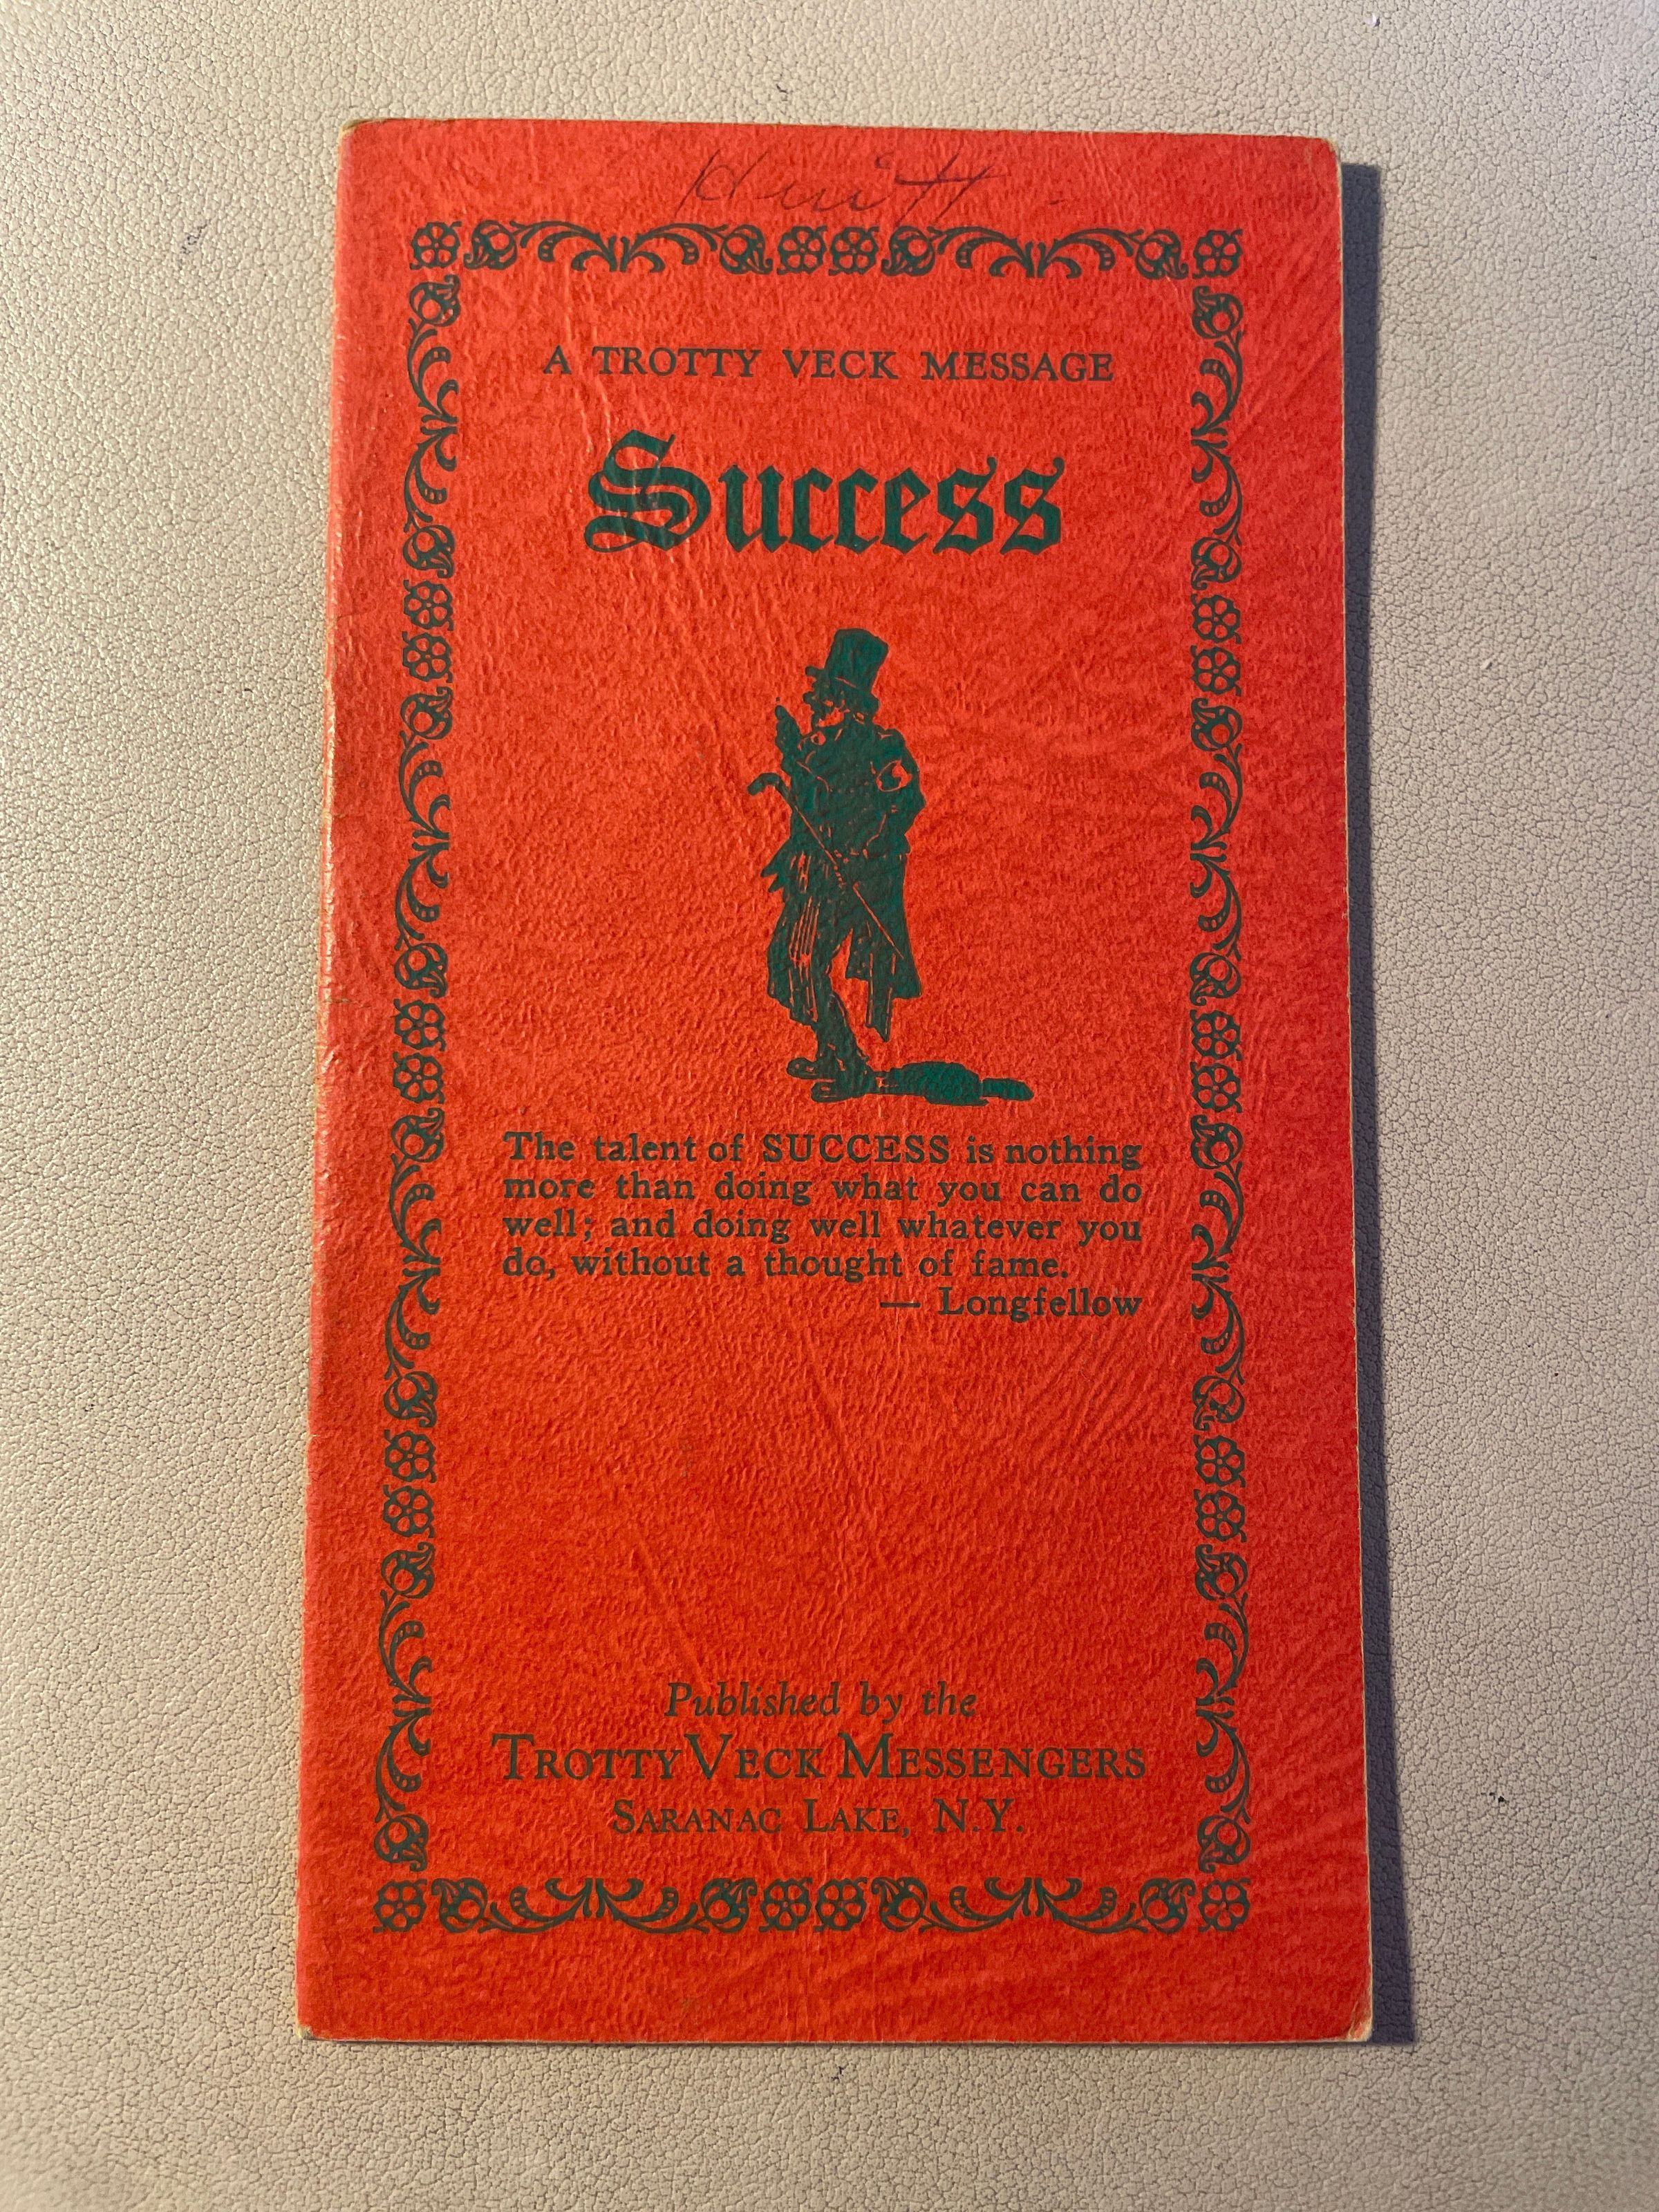 A TROTTY VECK MESSAGE
Success
The talent of SUCCESS is nothing
more than doing what you can do
well; and doing well whatever you
do, without a thought of fame.
— Longfellow
Published by the
TROTTY VECK MESSENGERS
SARANAC LAKE, N.Y.